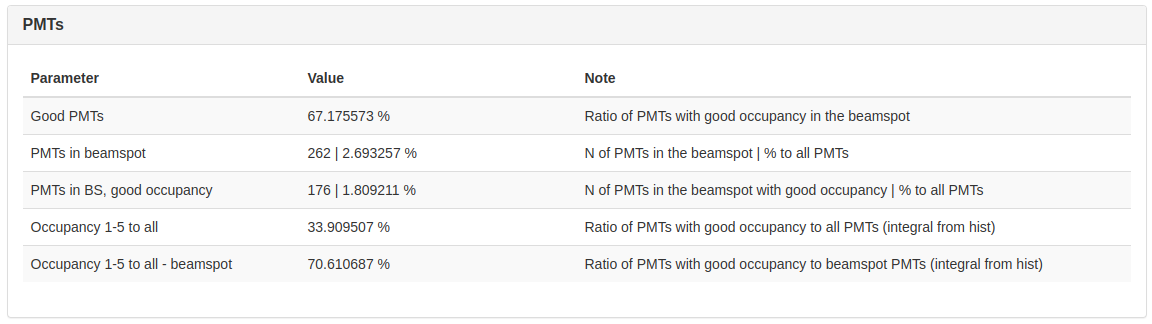 PMTs
Parameter Value Note
Good PMTs 67.175573 % Ratio of PMTs with good occupancy in the beamspot
PMTs in beamspot 262 | 2.693257 % N of PMTs in the beamspot | % to all PMTs
PMTs in BS, good occupancy 176 | 1.809211 % N of PMTs in the beamspot with good occupancy | % to all PMTs
Occupancy 1-5 to all 33.909507 % Ratio of PMTs with good occupancy to all PMTs (integral from hist)
Occupancy 1-5 to all - beamspot 70.610687 % Ratio of PMTs with good occupancy to beamspot PMTs (integral from hist)